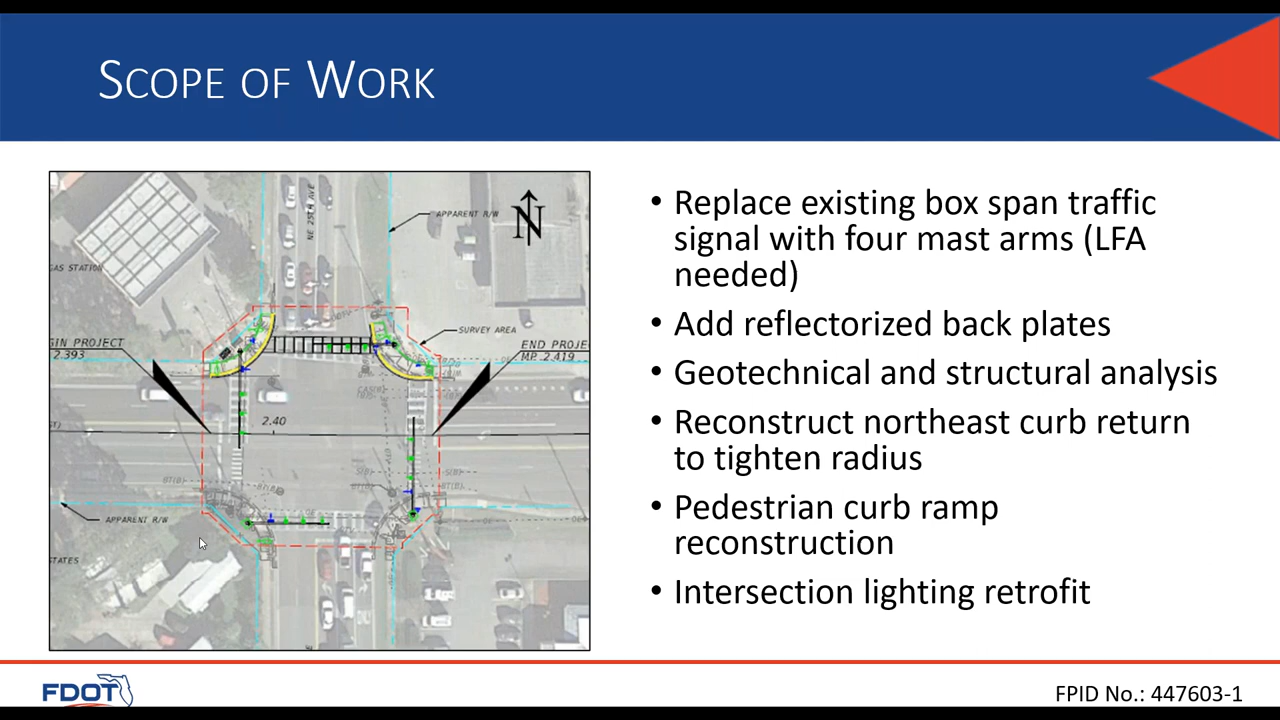 SCOPE OF WORK
NE 25TH AVE
APPARENT R/W
N
GAS STATION
SURVEY AREA
GIN PROJECT
2.393
END PROJE
MP. 2.419
2.40
APPARENT R/W
STATES
• Replace existing box span traffic
signal with four mast arms (LFA
needed)
• Add reflectorized back plates
• Geotechnical and structural analysis
• Reconstruct northeast curb return
to tighten radius
• Pedestrian curb ramp
reconstruction
• Intersection lighting retrofit
FDOT
FPID No.: 447603-1